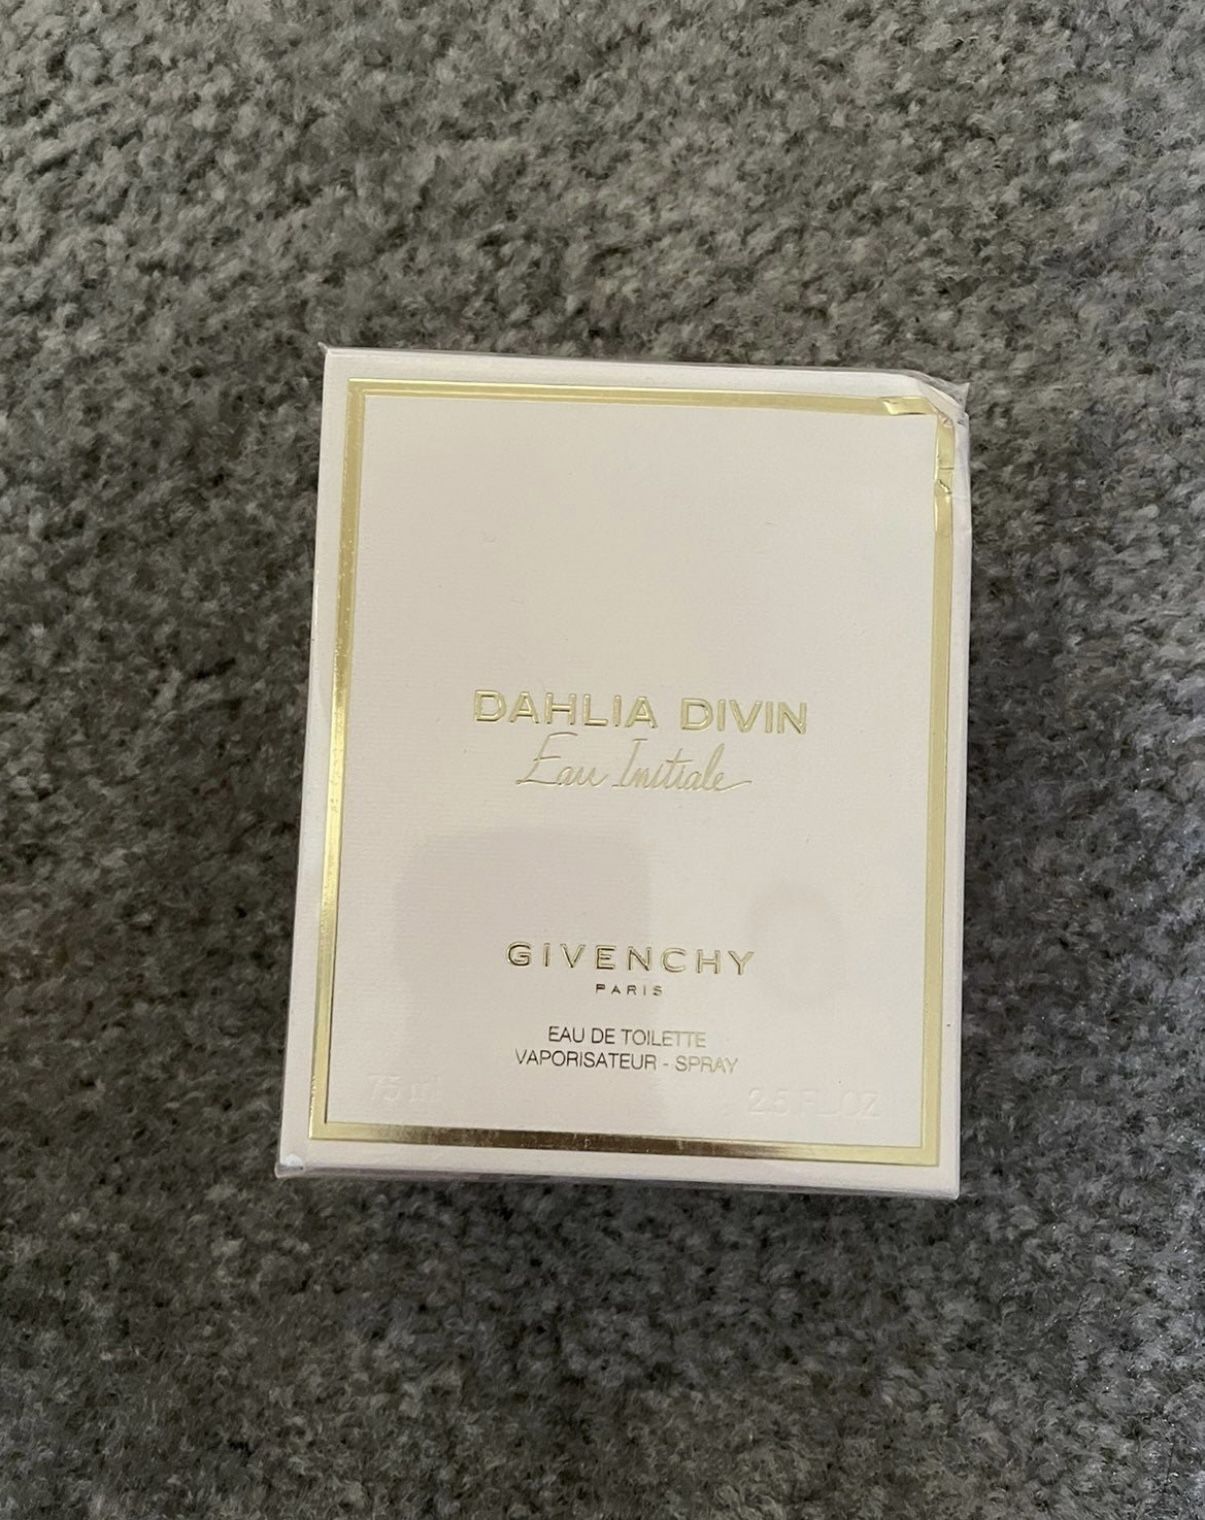 DAHLIA DIVIN
Eau Initiale
GIVENCHY
PARIS
EAU DE TOILETTE
VAPORISATEUR - SPRAY
75 ml 2.5 FL.OZ